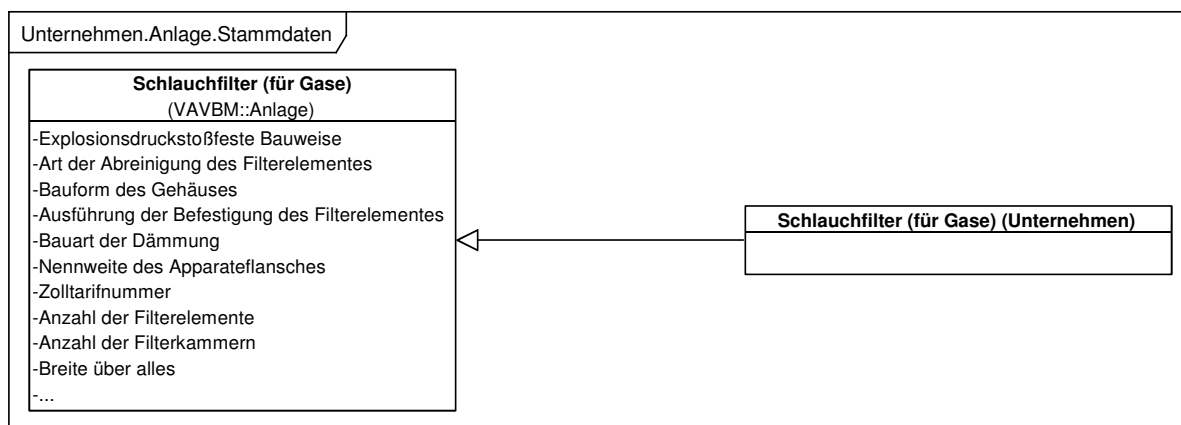 Unternehmen.Anlage.Stammdaten
Schlauchfilter (für Gase)
(VAVBM::Anlage)
-Explosionsdruckstoßfeste Bauweise
-Art der Abreinigung des Filterelementes
-Bauform des Gehäuses
-Ausführung der Befestigung des Filterelementes
-Bauart der Dämmung
-Nennweite des Apparateflansches
-Zolltarifnummer
-Anzahl der Filterelemente
-Anzahl der Filterkammern
-Breite über alles
-...
Schlauchfilter (für Gase) (Unternehmen)